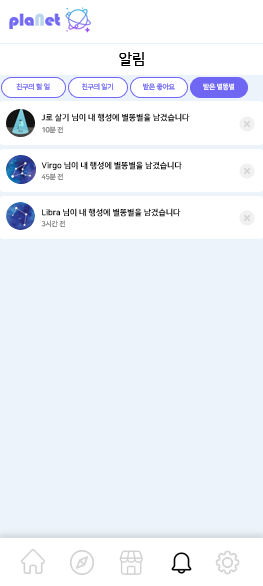 plaNet
알림
친구의 할 일
친구의 일기
받은 좋아요
받은 별똥별
J로 살기 님이 내 행성에 별똥별을 남겼습니다
10분 전
Virgo 님이 내 행성에 별똥별을 남겼습니다
45분 전
Libra 님이 내 행성에 별똥별을 남겼습니다
3시간 전